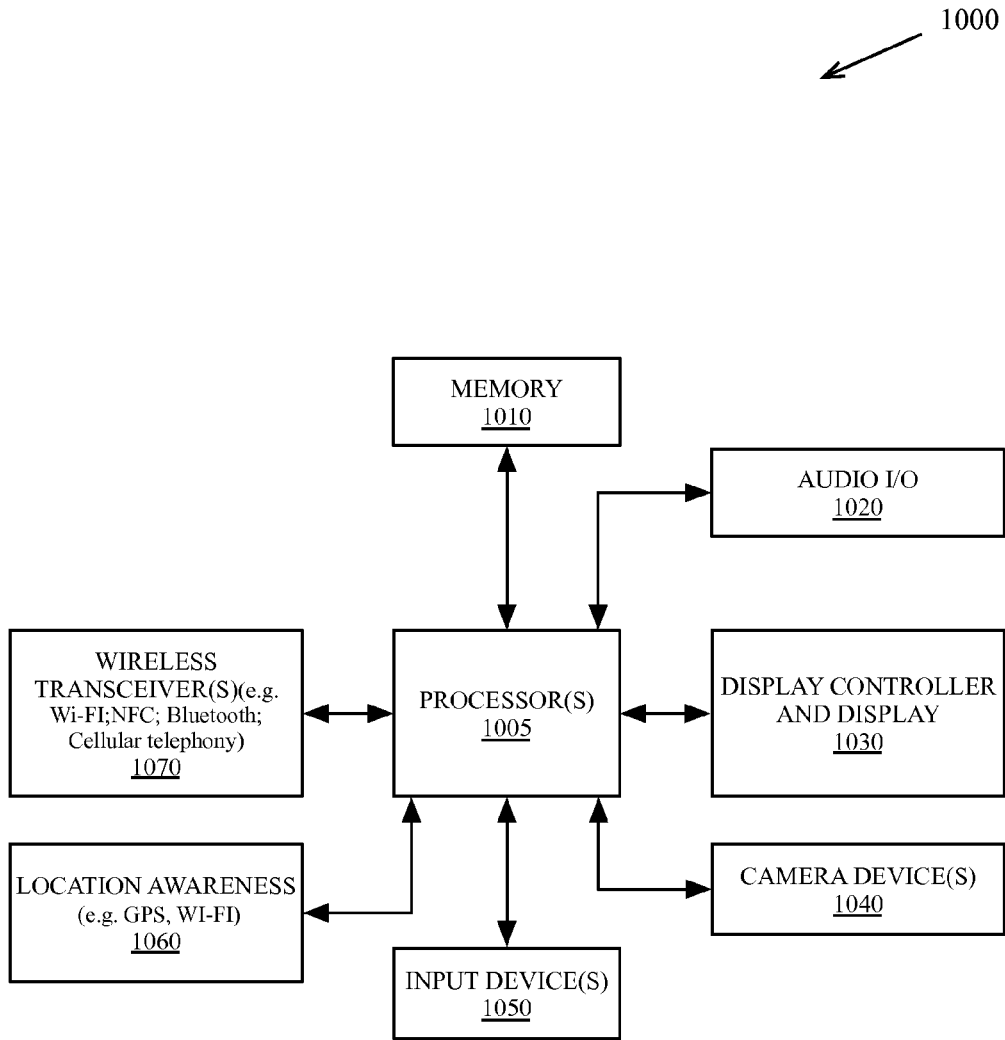 1000
MEMORY
1010
AUDIO I/O
1020
WIRELESS
TRANSCEIVER(S)(e.g.
Wi-FI;NFC; Bluetooth;
Cellular telephony)
1070
PROCESSOR(S)
1005
DISPLAY CONTROLLER
AND DISPLAY
1030
LOCATION AWARENESS
(e.g. GPS, WI-FI)
1060
CAMERA DEVICE(S)
1040
INPUT DEVICE(S)
1050